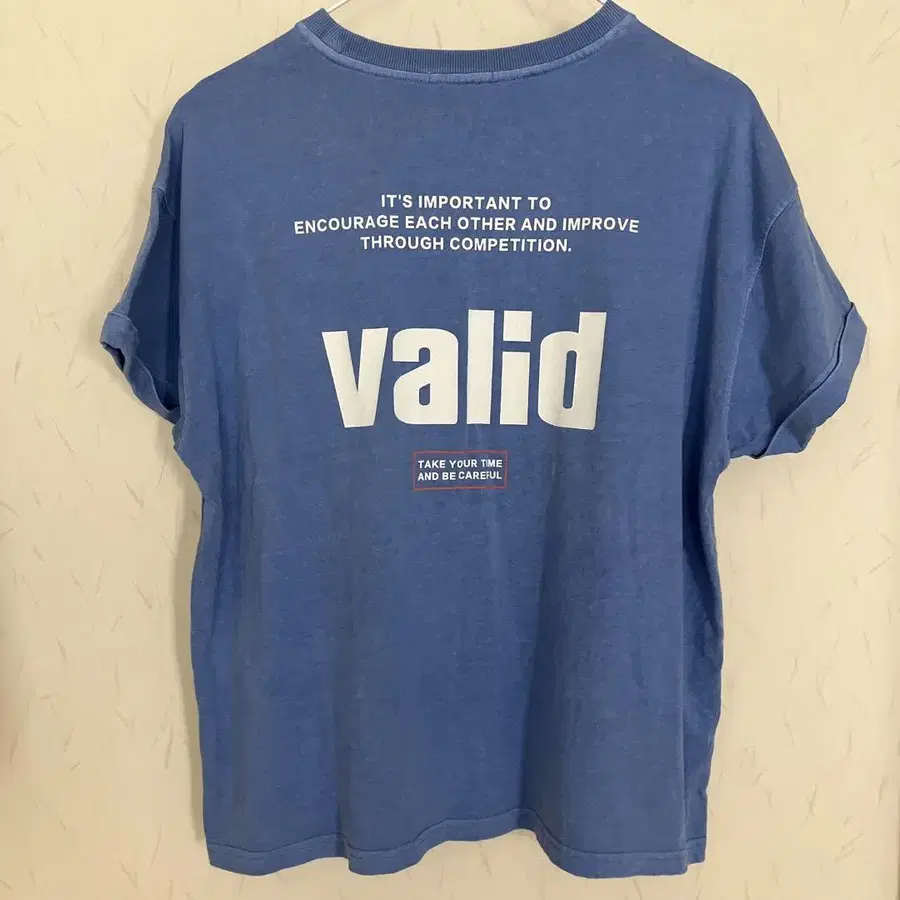 IT'S IMPORTANT TO
ENCOURAGE EACH OTHER AND IMPROVE
THROUGH COMPETITION.
valid
TAKE YOUR TIME
AND BE CAREFUL